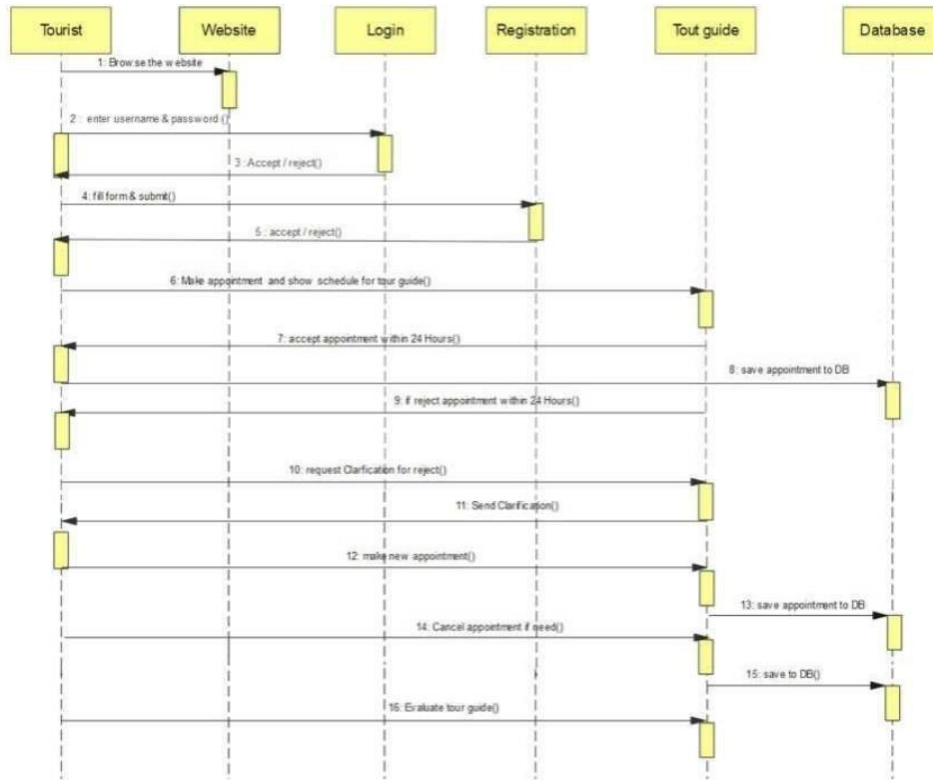 Tourist
Website
Login
Registration
Tout guide
Database
1: Browse the website
2 : enter username & password ()
3 : Accept / reject()
4: fill form & submit()
5 : accept / reject()
6: Make appointment and show schedule for tour guide()
7: accept appointment within 24 Hours()
8: save appointment to DB
9: if reject appointment within 24 Hours()
10: request Clarfication for reject()
11: Send Clarification()
12: make new appointment()
13: save appointment to DB
14: Cancel appointment if need()
15: save to DB()
16: Evaluate tour guide()